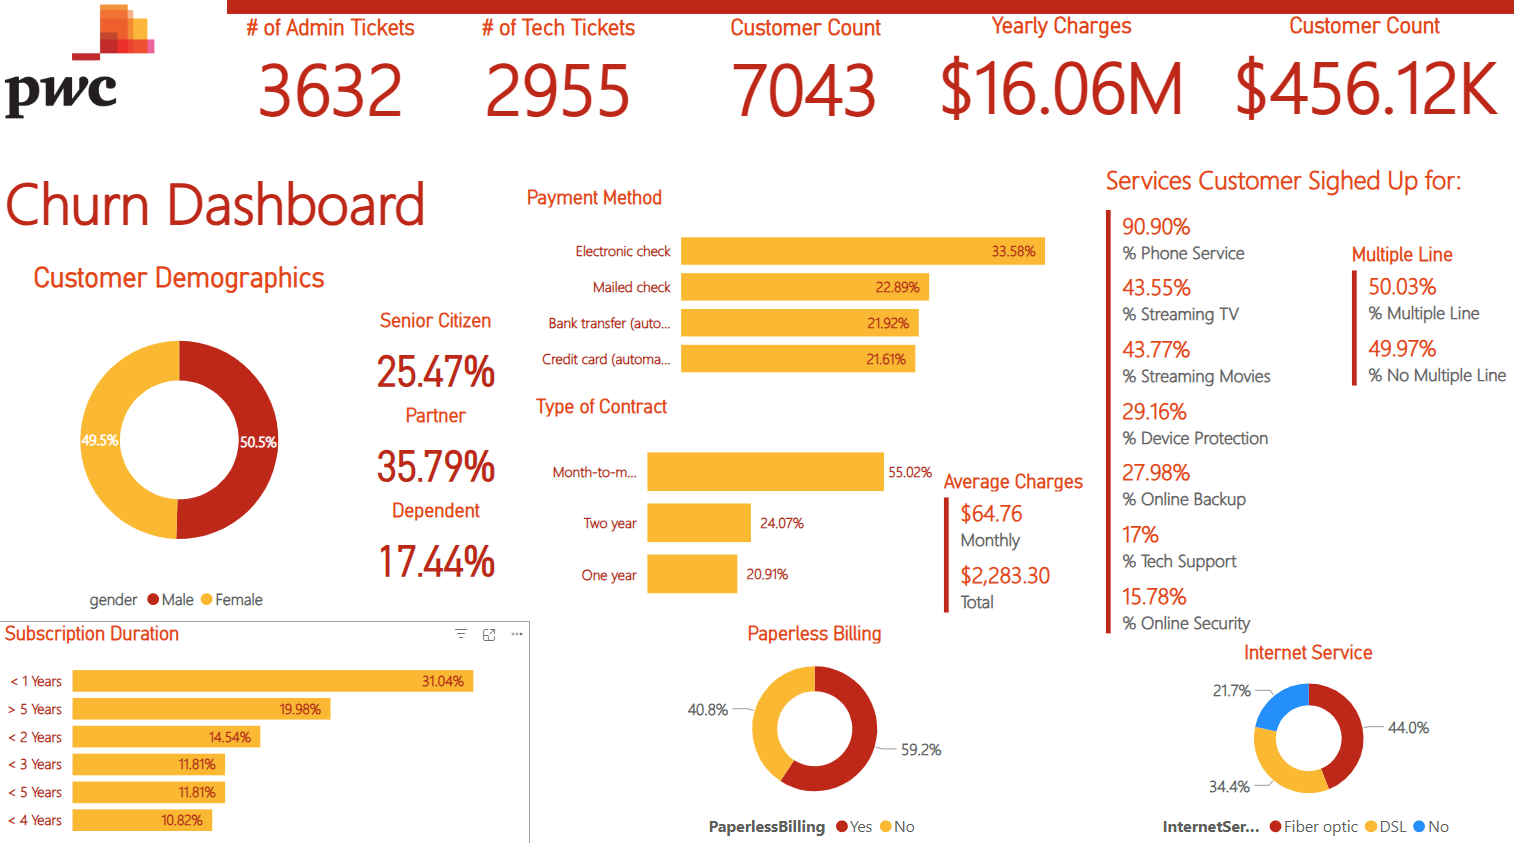 pwc
# of Admin Tickets
3632
# of Tech Tickets
2955
Customer Count
7043
Yearly Charges
$16.06M
Customer Count
$456.12K
Churn Dashboard
Customer Demographics
49.5%
50.5%
gender Male Female
Senior Citizen
25.47%
Partner
35.79%
Dependent
17.44%
Payment Method
Electronic check 33.58%
Mailed check 22.89%
Bank transfer (auto... 21.92%
Credit card (automa... 21.61%
Type of Contract
Month-to-m... 55.02%
Two year 24.07%
One year 20.91%
Average Charges
$64.76
Monthly
$2,283.30
Total
Services Customer Sighed Up for:
90.90%
% Phone Service
43.55%
% Streaming TV
43.77%
% Streaming Movies
29.16%
% Device Protection
27.98%
% Online Backup
17%
% Tech Support
15.78%
% Online Security
Multiple Line
50.03%
% Multiple Line
49.97%
% No Multiple Line
Subscription Duration
< 1 Years 31.04%
> 5 Years 19.98%
< 2 Years 14.54%
< 3 Years 11.81%
< 5 Years 11.81%
< 4 Years 10.82%
Paperless Billing
40.8%
59.2%
PaperlessBilling Yes No
Internet Service
21.7%
44.0%
34.4%
InternetSer... Fiber optic DSL No